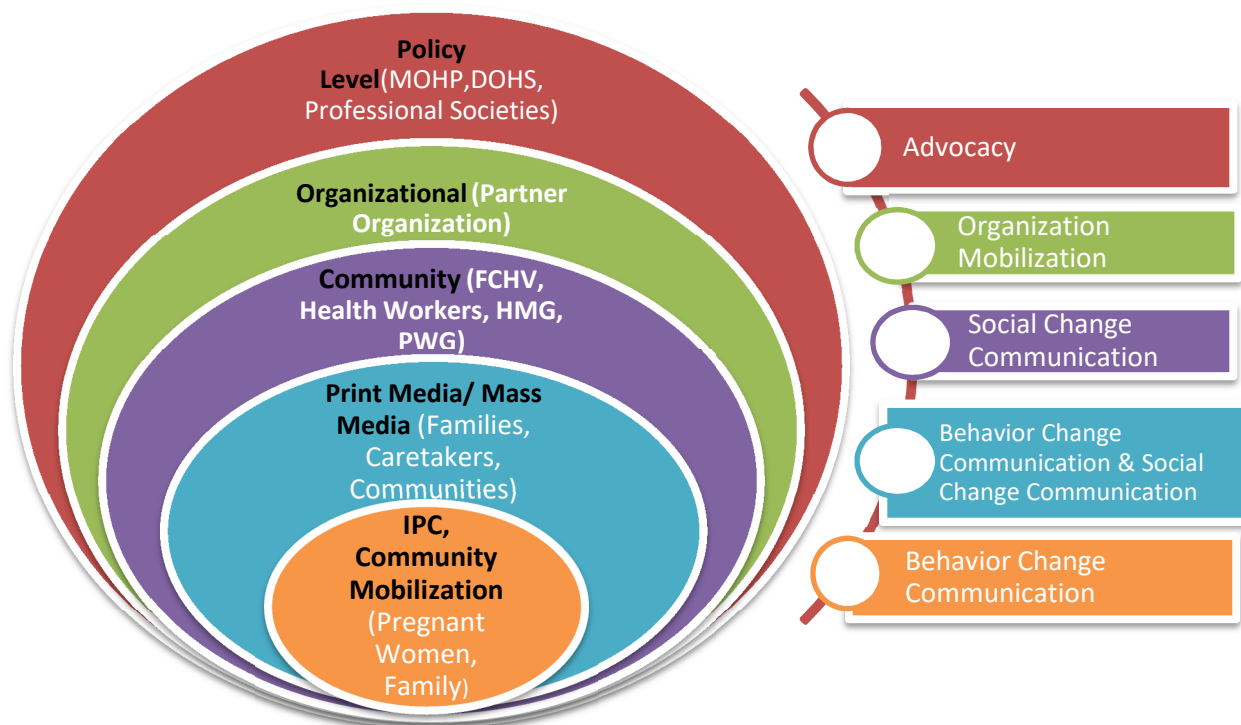 Policy
Level(MOHP,DOHS,
Professional Societies)
Organizational (Partner
Organization)
Community (FCHV,
Health Workers, HMG,
PWG)
Print Media/ Mass
Media (Families,
Caretakers,
Communities)
IPC,
Community
Mobilization
(Pregnant
Women,
Family)
Advocacy
Organization
Mobilization
Social Change
Communication
Behavior Change
Communication & Social
Change Communication
Behavior Change
Communication